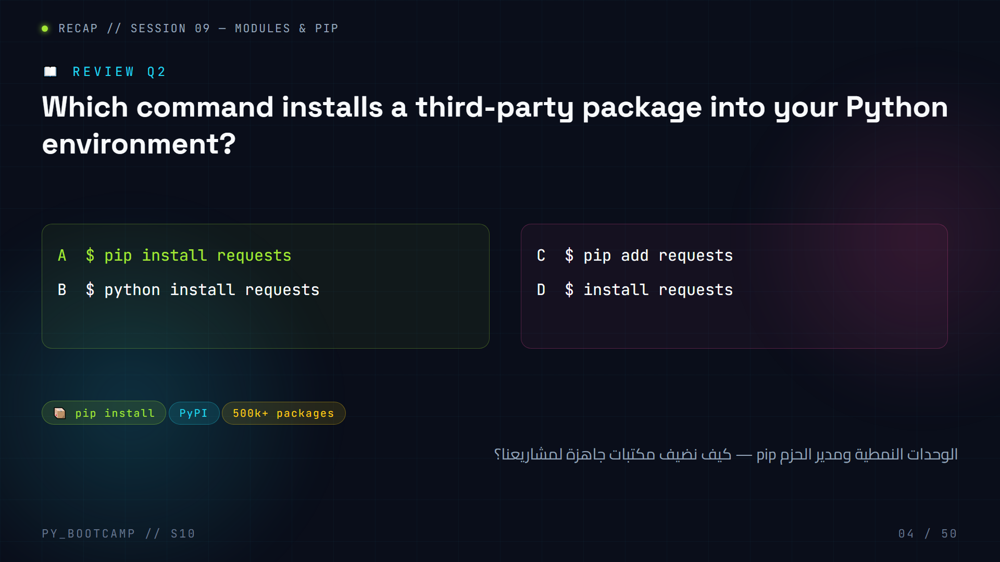 RECAP // SESSION 09 — MODULES & PIP
📖 REVIEW Q2
Which command installs a third-party package into your Python
environment?
A $ pip install requests
B $ python install requests
C $ pip add requests
D $ install requests
📦 pip install PyPI 500k+ packages
الوحدات النمطية ومدير الحزم pip — كيف نضيف مكتبات جاهزة لمشاريعنا؟
PY_BOOTCAMP // S10
04 / 50